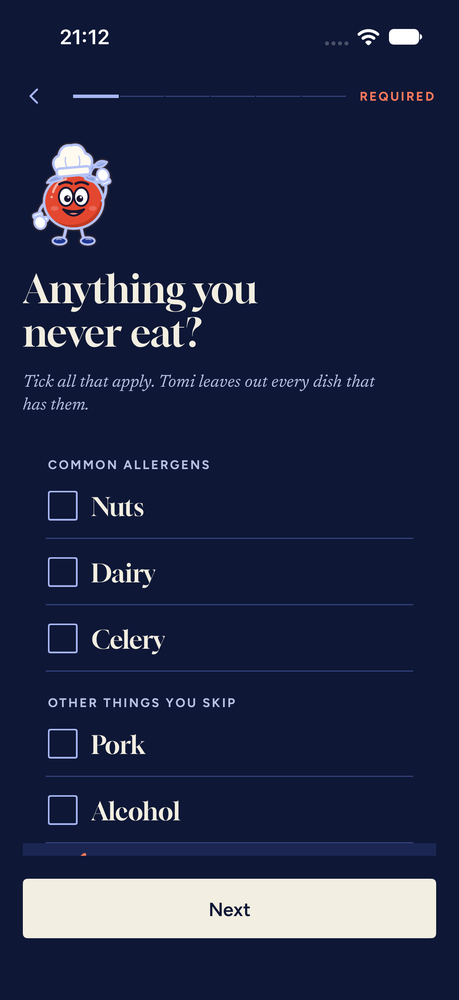 21:12
REQUIRED
Anything you
never eat?
Tick all that apply. Tomi leaves out every dish that
has them.
COMMON ALLERGENS
Nuts
Dairy
Celery
OTHER THINGS YOU SKIP
Pork
Alcohol
Next